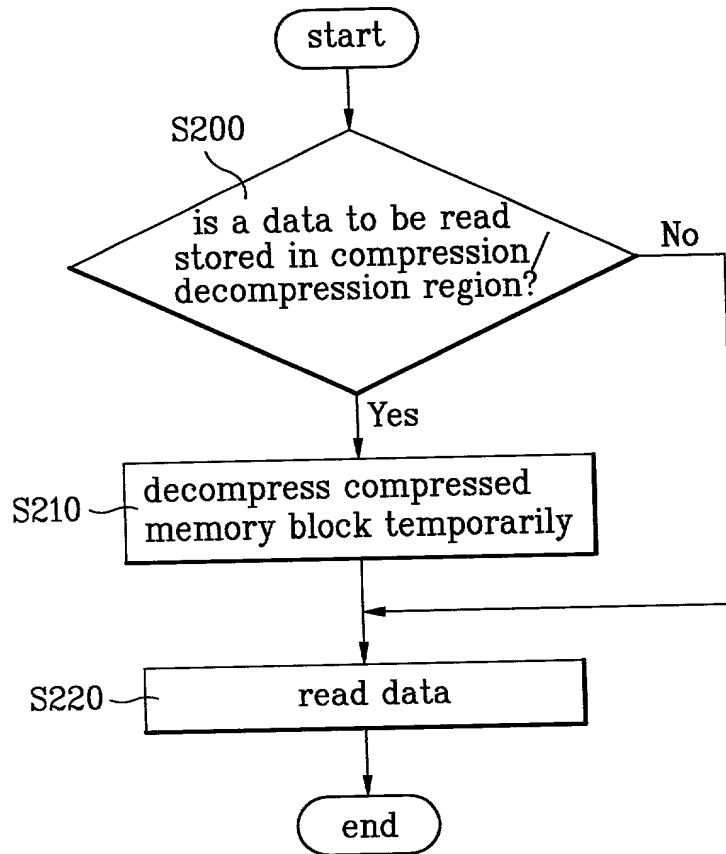 start
S200
is a data to be read
stored in compression/
decompression region?
No
Yes
S210
decompress compressed
memory block temporarily
S220
read data
end